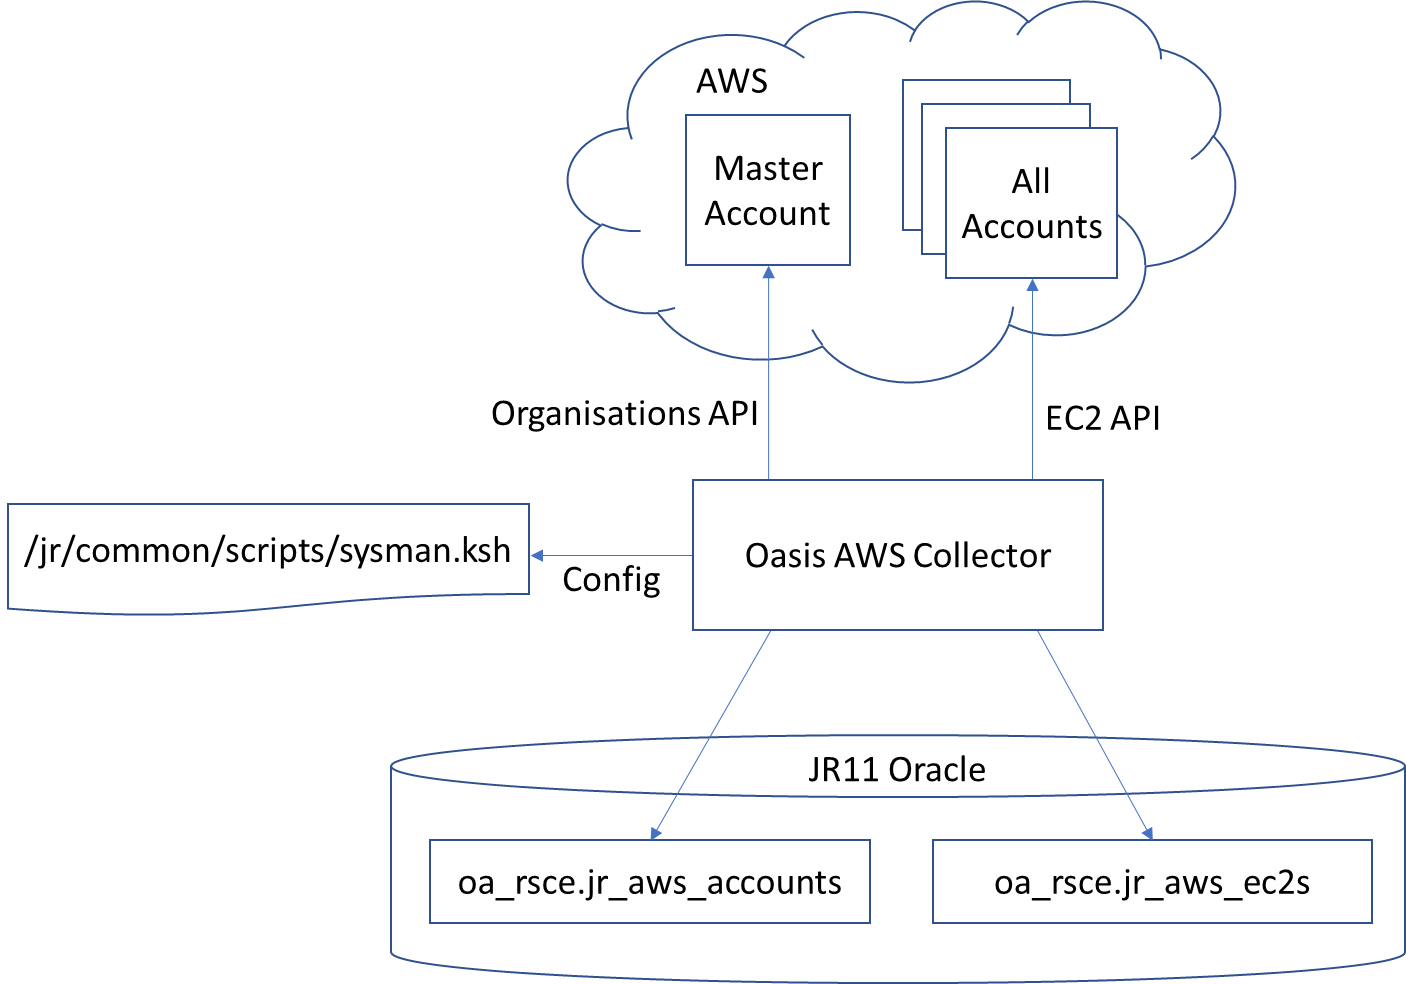 AWS
Master
Account
All
Accounts
Organisations API
EC2 API
/jr/common/scripts/sysman.ksh
Config
Oasis AWS Collector
JR11 Oracle
oa_rsce.jr_aws_accounts
oa_rsce.jr_aws_ec2s